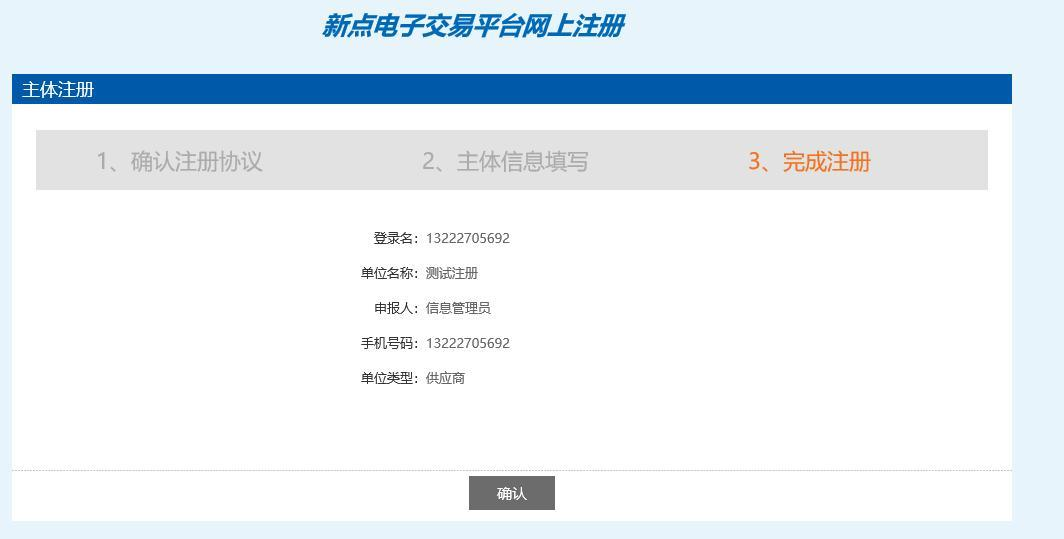 新点电子交易平台网上注册
主体注册
1、确认注册协议 2、主体信息填写 3、完成注册
登录名：13222705692
单位名称：测试注册
申报人：信息管理员
手机号码：13222705692
单位类型：供应商
确认